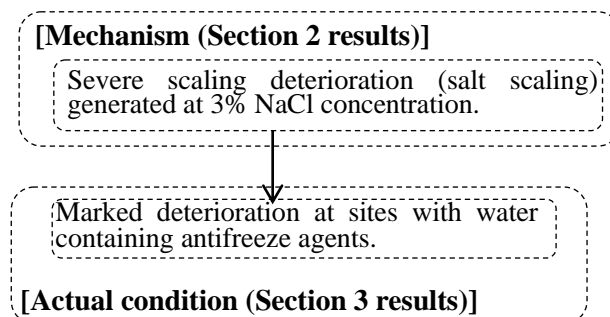 [Mechanism (Section 2 results)]
Severe scaling deterioration (salt scaling)
generated at 3% NaCl concentration.
Marked deterioration at sites with water
containing antifreeze agents.
[Actual condition (Section 3 results)]